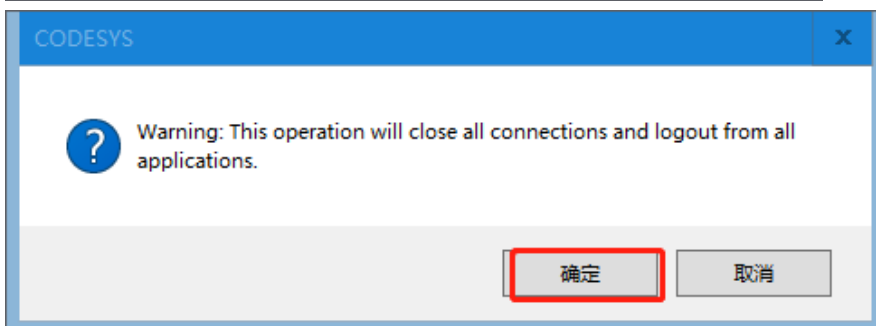 CODESYS
Warning: This operation will close all connections and logout from all
applications.
确定
取消